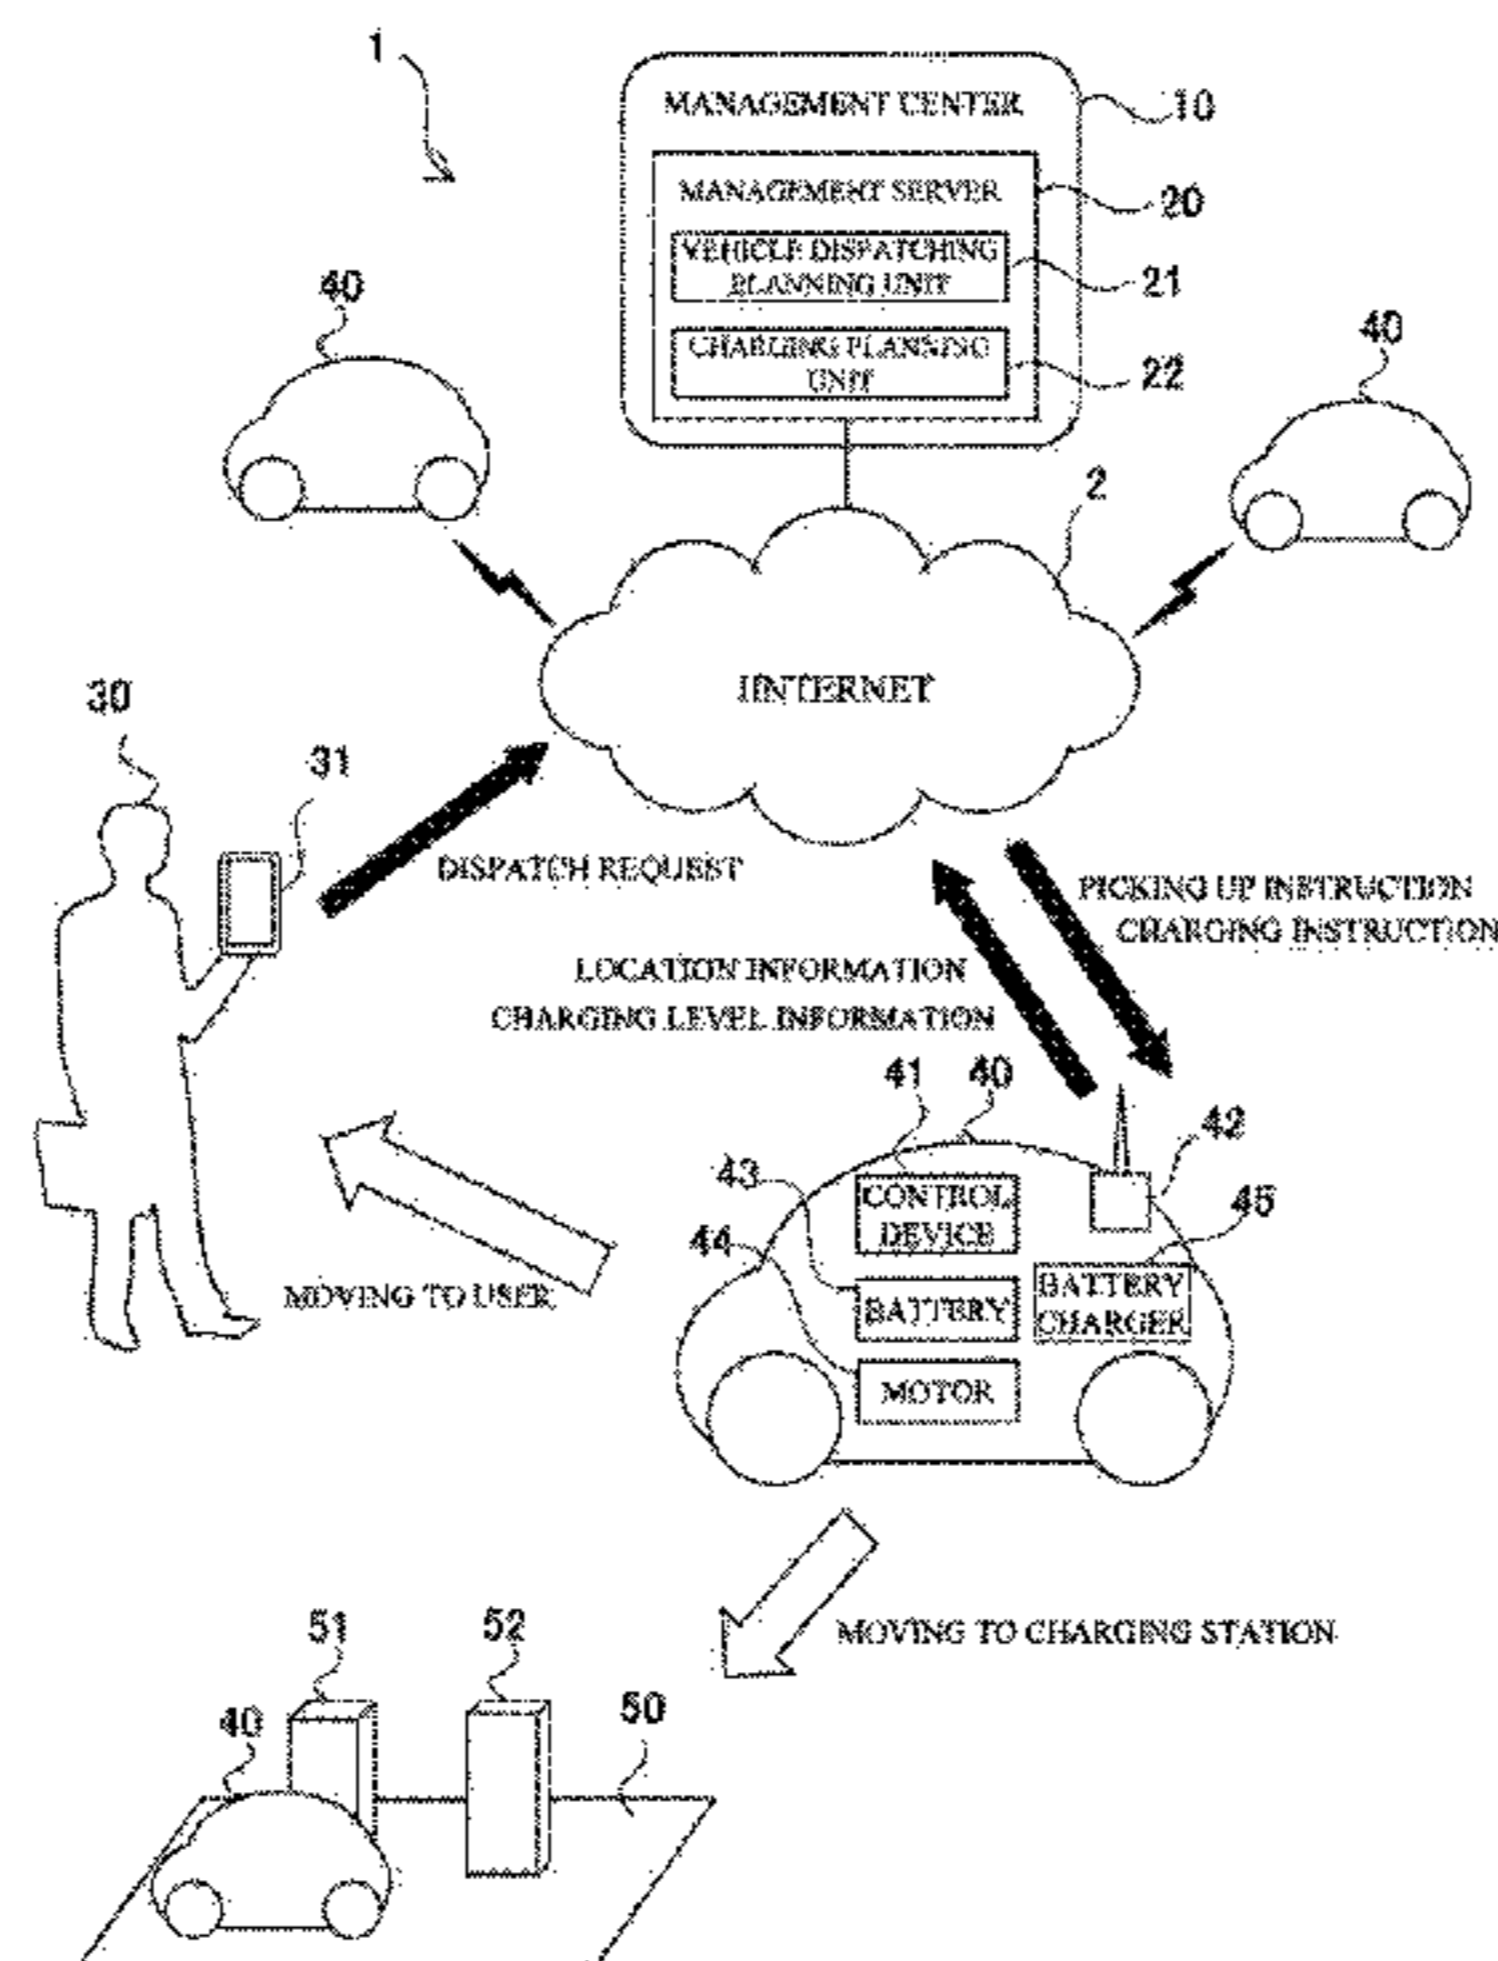 1
MANAGEMENT CENTER
10
MANAGEMENT SERVER
20
VEHICLE DISPATCHING
PLANNING UNIT
21
CHARGING PLANNING
UNIT
22
40
40
2
IINTERNET
30
31
DISPATCH REQUEST
PICKING UP INSTRUCTION
CHARGING INSTRUCTION
LOCATION INFORMATION
CHARGING LEVEL INFORMATION
41
40
42
43
CONTROL
DEVICE
45
44
BATTERY
CHARGER
BATTERY
MOVING TO USER
MOTOR
51
52
MOVING TO CHARGING STATION
40
50